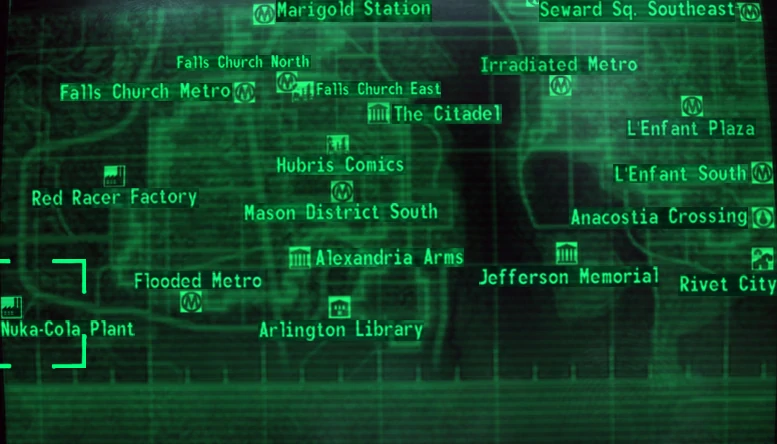 Marigold Station
Seward Sq. Southeast
Falls Church North
Irradiated Metro
Falls Church Metro
Falls Church East
The Citadel
L'Enfant Plaza
Hubris Comics
L'Enfant South
Red Racer Factory
Mason District South
Anacostia Crossing
Alexandria Arms
Jefferson Memorial
Flooded Metro
Rivet City
Nuka-Cola Plant
Arlington Library